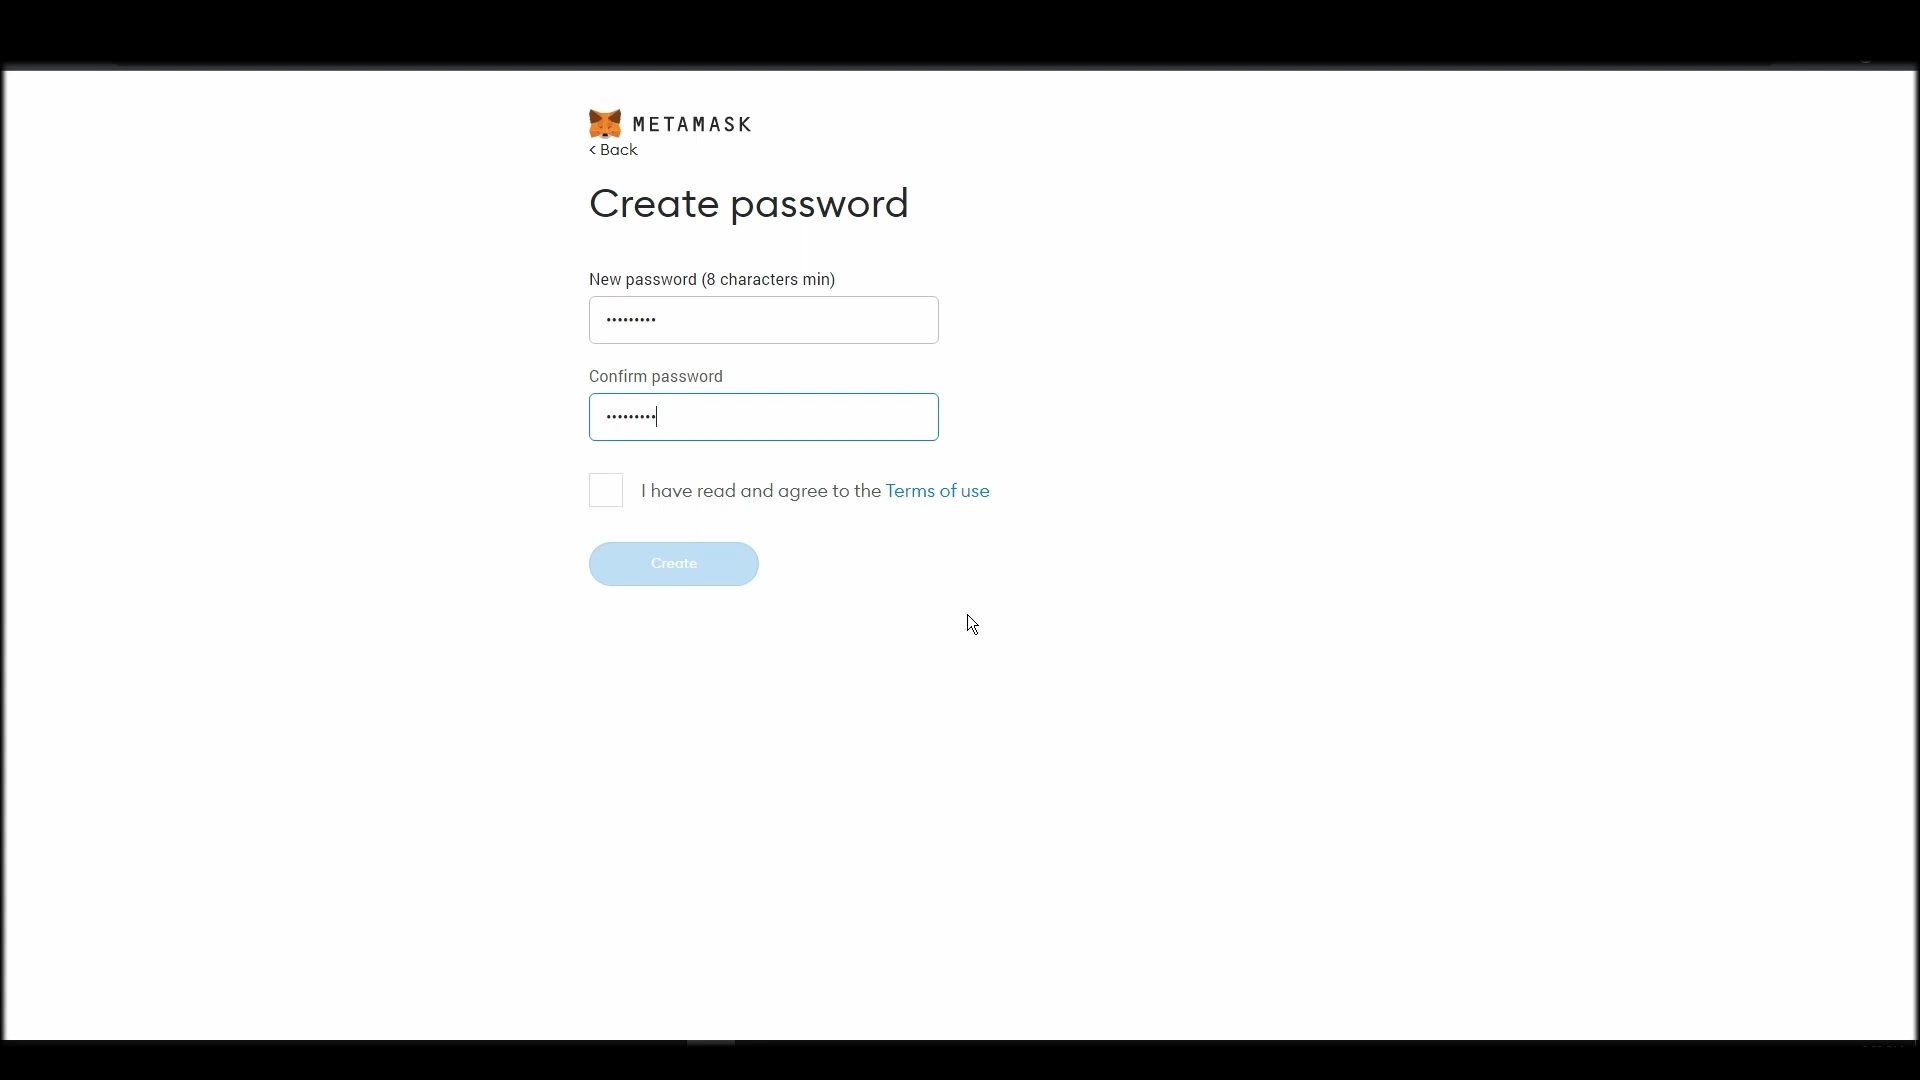 METAMASK
< Back
Create password
New password (8 characters min)
•••••••••
Confirm password
•••••••••
I have read and agree to the Terms of use
Create